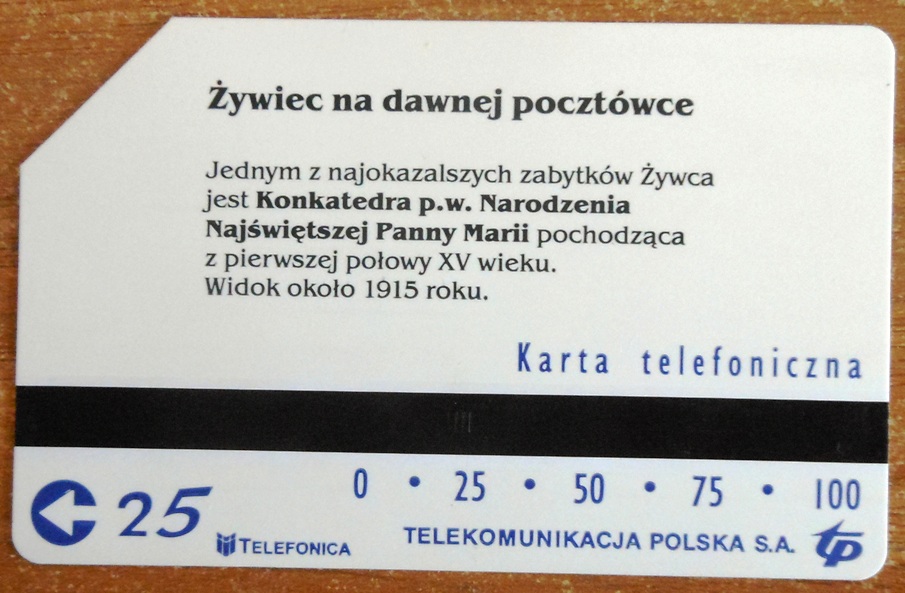 Żywiec na dawnej pocztówce
Jednym z najokazalszych zabytków Żywca
jest Konkatedra p.w. Narodzenia
Najświętszej Panny Marii pochodząca
z pierwszej połowy XV wieku.
Widok około 1915 roku.
Karta telefoniczna
0 • 25 • 50 • 75 • 100
25
TELEFONICA
TELEKOMUNIKACJA POLSKA S.A. tp